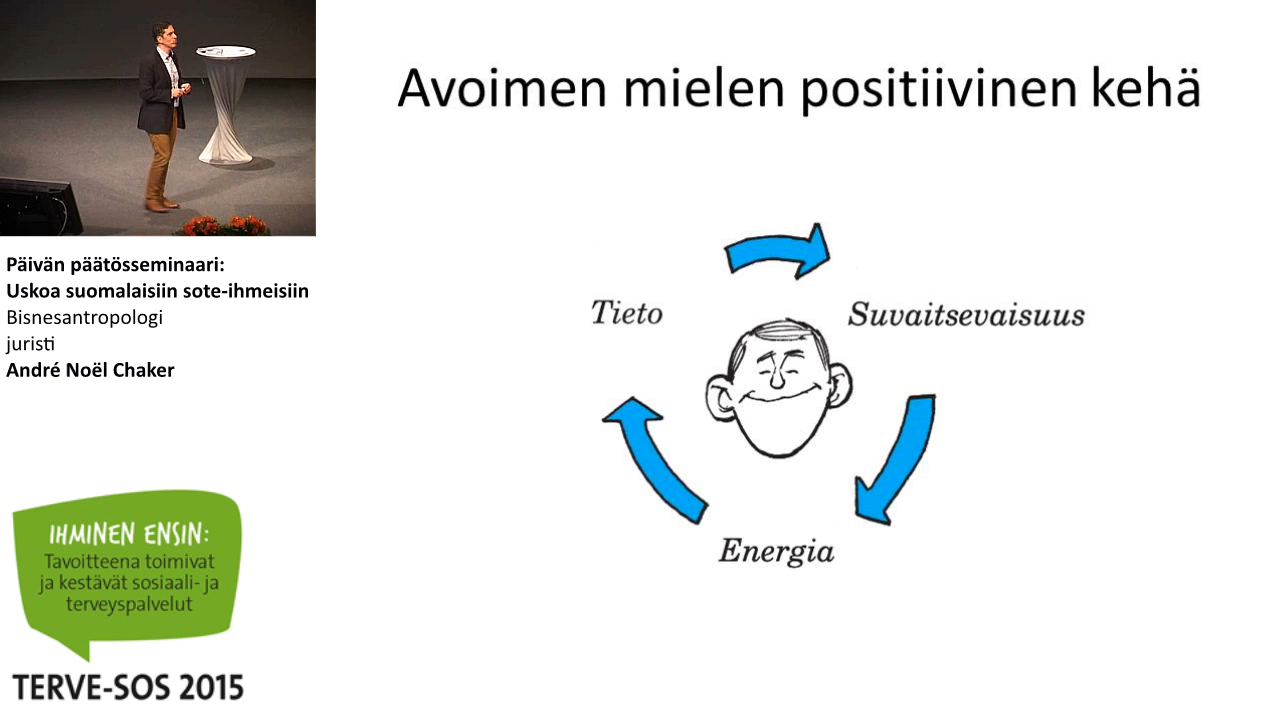 Avoimen mielen positiivinen kehä
Tieto
Suvaitsevaisuus
Energia
Päivän päätösseminaari:
Uskoa suomalaisiin sote-ihmeisiin
Bisnesantropologi
juristi
André Noël Chaker
IHMINEN ENSIN:
Tavoitteena toimivat
ja kestävät sosiaali- ja
terveyspalvelut
TERVE-SOS 2015